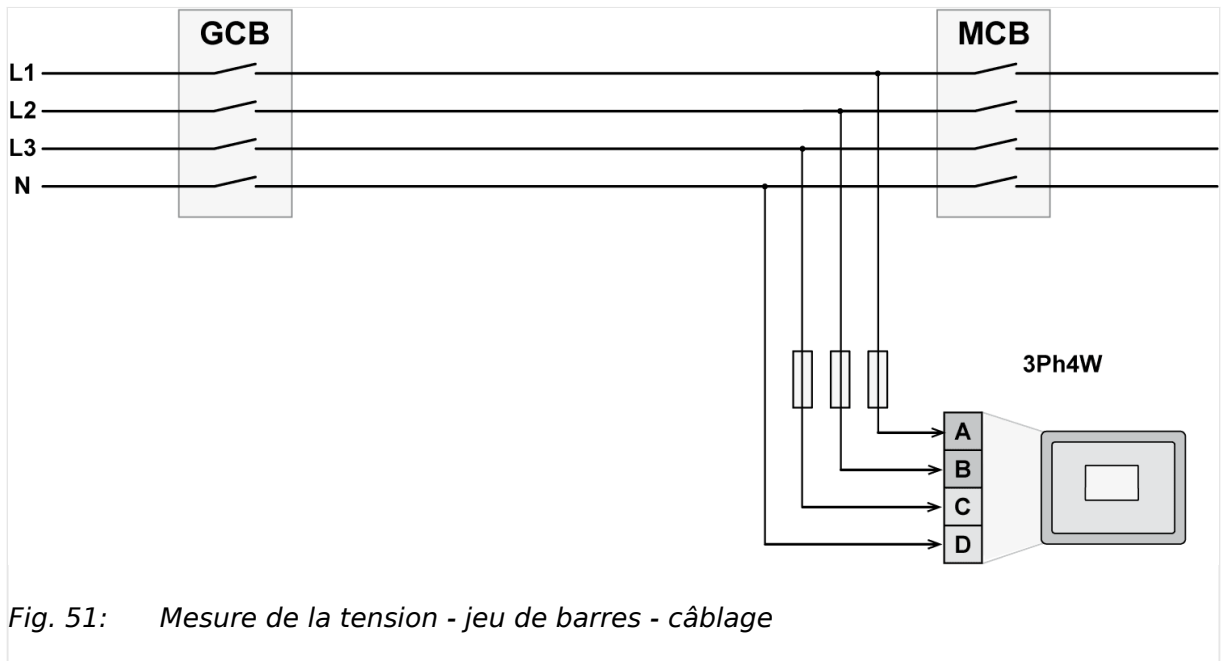 GCB
MCB
L1
L2
L3
N
3Ph4W
A
B
C
D
Fig. 51: Mesure de la tension - jeu de barres - câblage